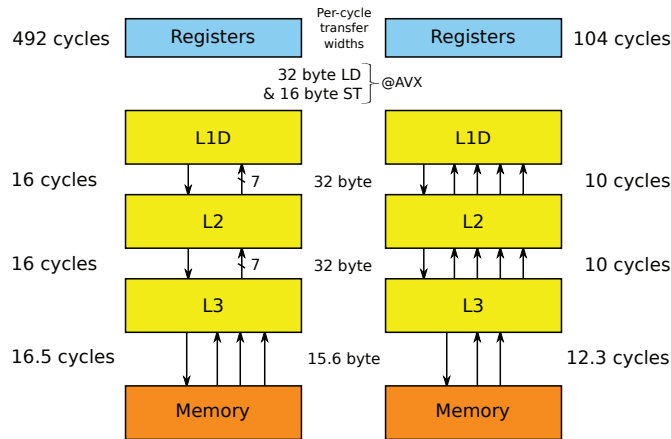 492 cycles
Registers
Per-cycle
transfer
widths
Registers
104 cycles
32 byte LD
& 16 byte ST
@AVX
L1D
L1D
16 cycles
7
32 byte
10 cycles
L2
L2
16 cycles
7
32 byte
10 cycles
L3
L3
16.5 cycles
15.6 byte
12.3 cycles
Memory
Memory